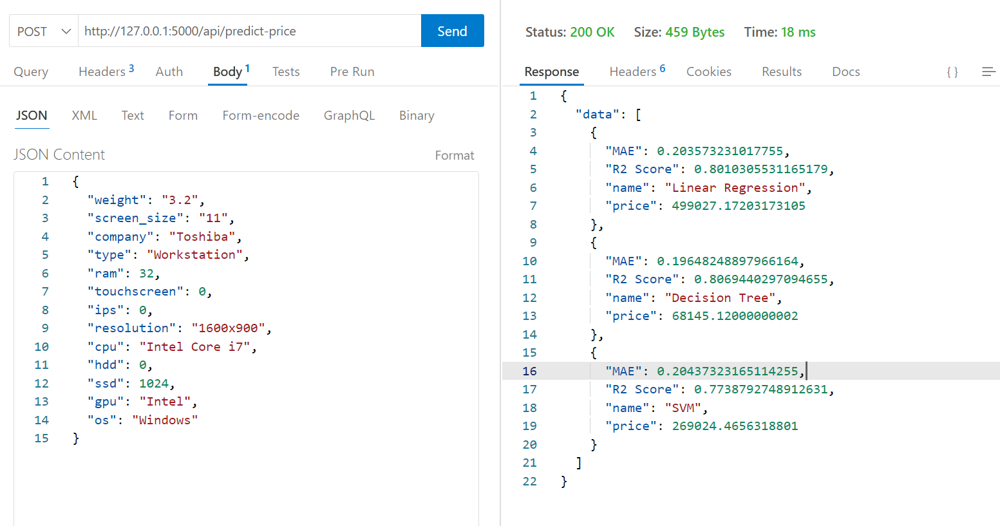 POST http://127.0.0.1:5000/api/predict-price Send
Query Headers 3 Auth Body 1 Tests Pre Run
JSON XML Text Form Form-encode GraphQL Binary
JSON Content Format
1 {
2 "weight": "3.2",
3 "screen_size": "11",
4 "company": "Toshiba",
5 "type": "Workstation",
6 "ram": 32,
7 "touchscreen": 0,
8 "ips": 0,
9 "resolution": "1600x900",
10 "cpu": "Intel Core i7",
11 "hdd": 0,
12 "ssd": 1024,
13 "gpu": "Intel",
14 "os": "Windows"
15 }
Status: 200 OK Size: 459 Bytes Time: 18 ms
Response Headers 6 Cookies Results Docs { }
1 {
2 "data": [
3 {
4 "MAE": 0.203573231017755,
5 "R2 Score": 0.8010305531165179,
6 "name": "Linear Regression",
7 "price": 499027.17203173105
8 },
9 {
10 "MAE": 0.19648248897966164,
11 "R2 Score": 0.8069440297094655,
12 "name": "Decision Tree",
13 "price": 68145.12000000002
14 },
15 {
16 "MAE": 0.20437323165114255,
17 "R2 Score": 0.7738792748912631,
18 "name": "SVM",
19 "price": 269024.4656318801
20 }
21 ]
22 }